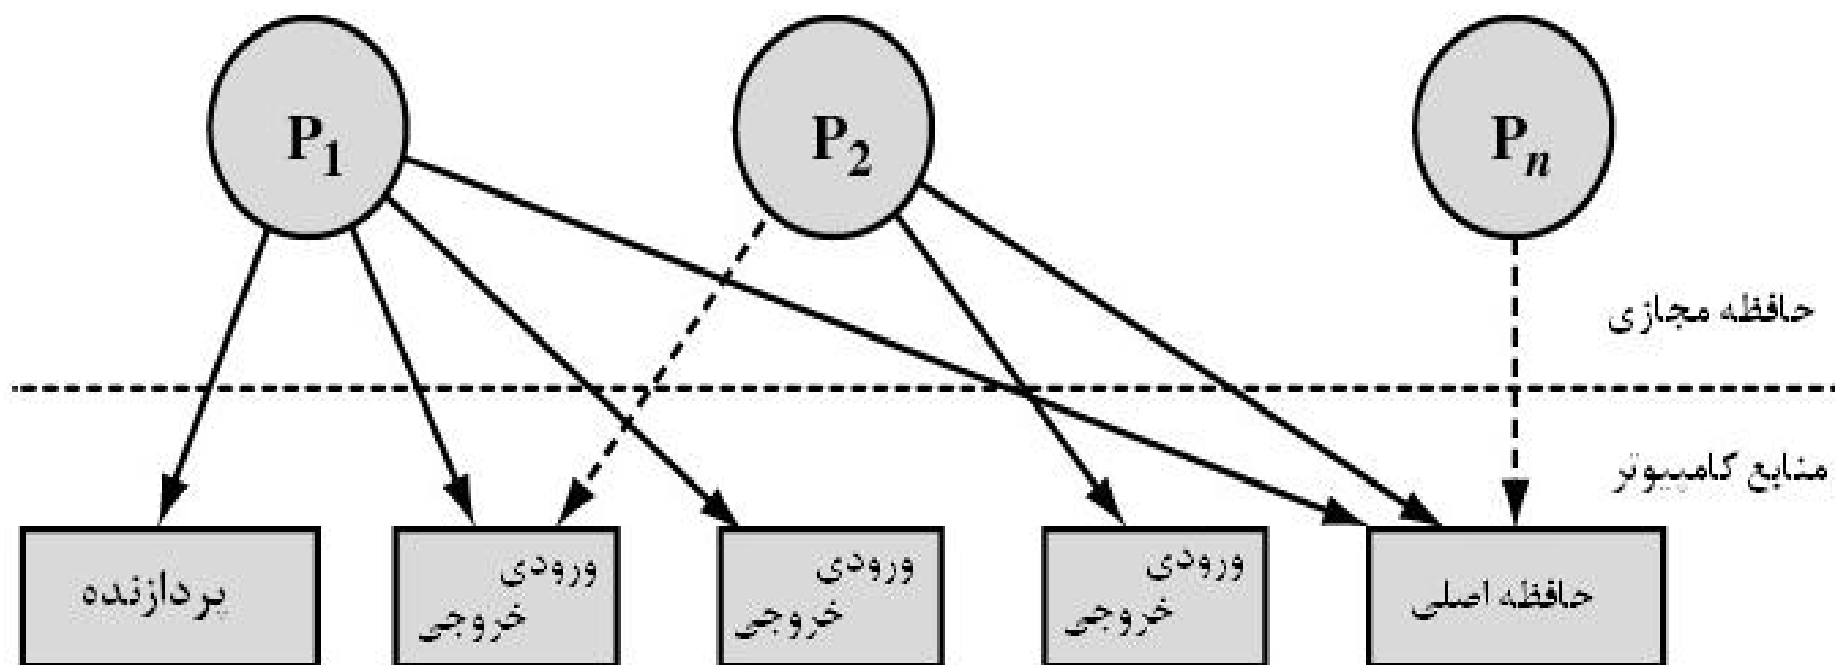 P1
P2
Pn
حافظه مجازی
منابع کامپیوتر
پردازنده
ورودی
خروجی
ورودی
خروجی
ورودی
خروجی
حافظه اصلی